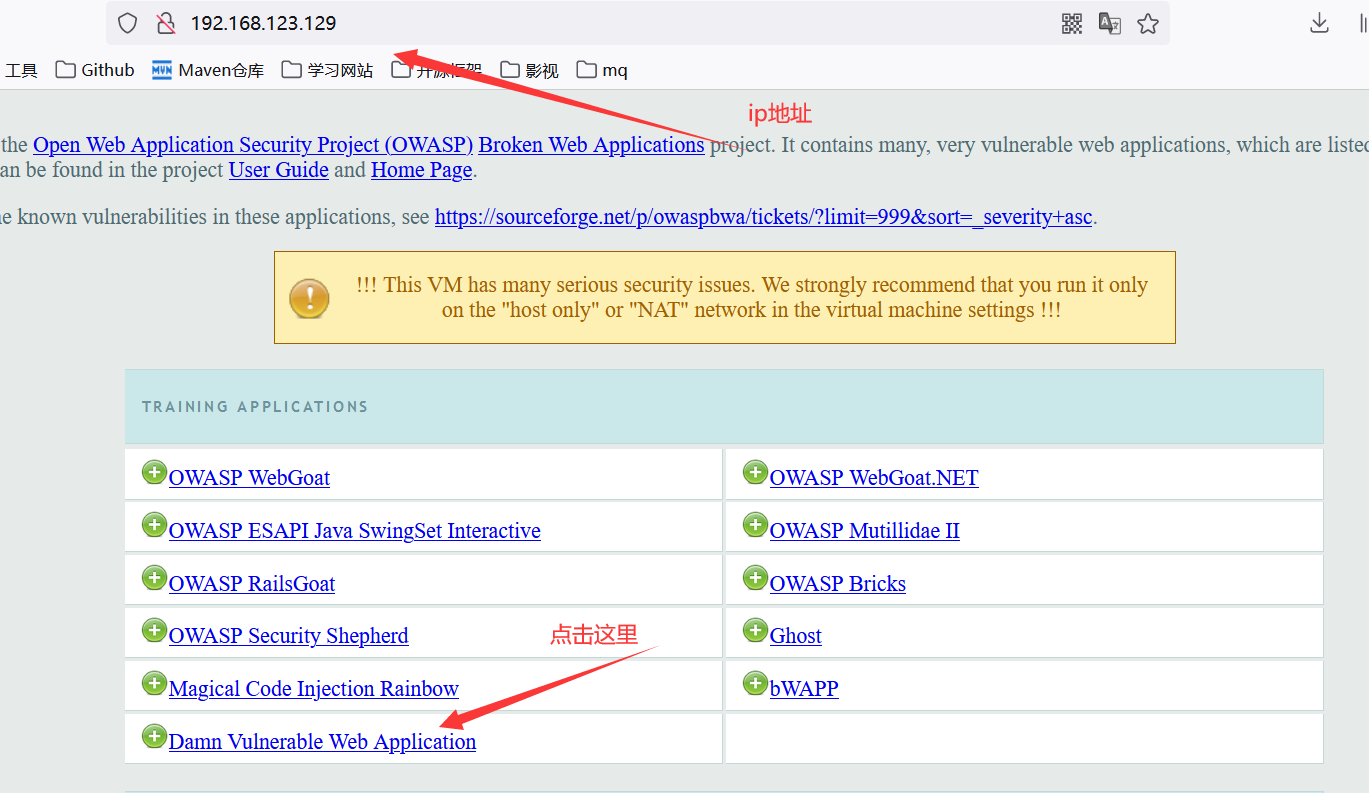 192.168.123.129
工具 Github MVN Maven仓库 学习网站 开源框架 影视 mq
ip地址
the Open Web Application Security Project (OWASP) Broken Web Applications project. It contains many, very vulnerable web applications, which are listed
an be found in the project User Guide and Home Page.
e known vulnerabilities in these applications, see https://sourceforge.net/p/owaspbwa/tickets/?limit=999&sort=_severity+asc.
!!! This VM has many serious security issues. We strongly recommend that you run it only
on the "host only" or "NAT" network in the virtual machine settings !!!
TRAINING APPLICATIONS
OWASP WebGoat OWASP WebGoat.NET
OWASP ESAPI Java SwingSet Interactive OWASP Mutillidae II
OWASP RailsGoat OWASP Bricks
OWASP Security Shepherd 点击这里 Ghost
Magical Code Injection Rainbow bWAPP
Damn Vulnerable Web Application